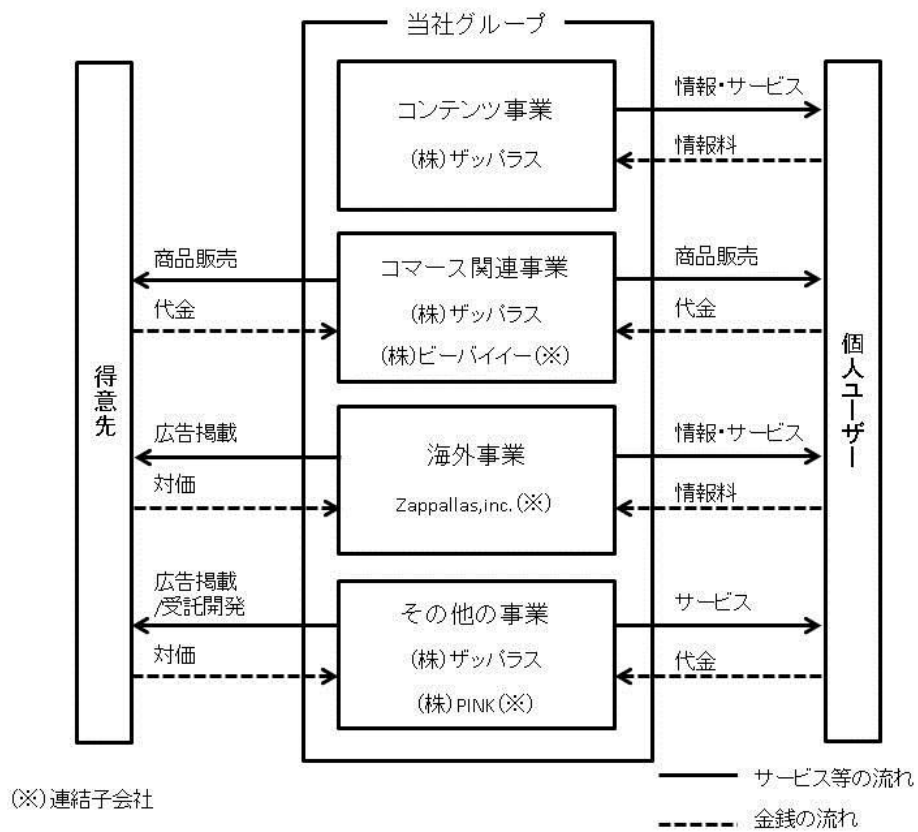 当社グループ
コンテンツ事業
(株)ザッパラス
情報・サービス
情報料
商品販売
代金
コマース関連事業
(株)ザッパラス
(株)ビーバイイー(※)
商品販売
代金
得意先
個人ユーザー
広告掲載
対価
海外事業
Zappallas,inc.(※)
情報・サービス
情報料
広告掲載
/受託開発
対価
その他の事業
(株)ザッパラス
(株)PINK(※)
サービス
代金
(※)連結子会社
サービス等の流れ
金銭の流れ